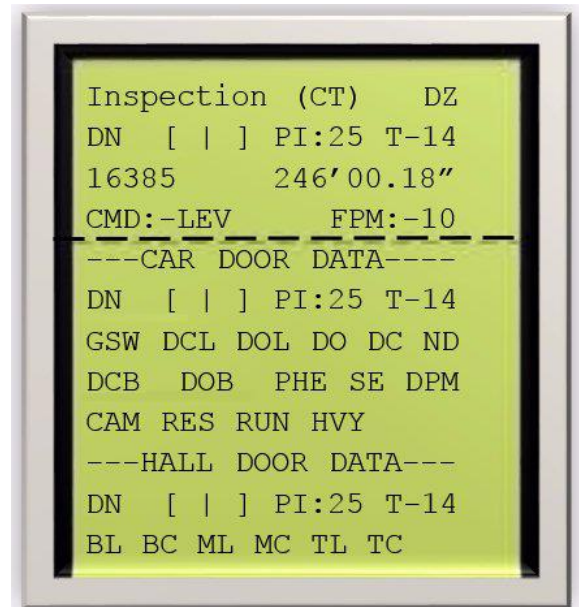 Inspection (CT) DZ
DN [ | ] PI:25 T-14
16385 246′00.18″
CMD:-LEV FPM:-10
---CAR DOOR DATA----
DN [ | ] PI:25 T-14
GSW DCL DOL DO DC ND
DCB DOB PHE SE DPM
CAM RES RUN HVY
---HALL DOOR DATA---
DN [ | ] PI:25 T-14
BL BC ML MC TL TC